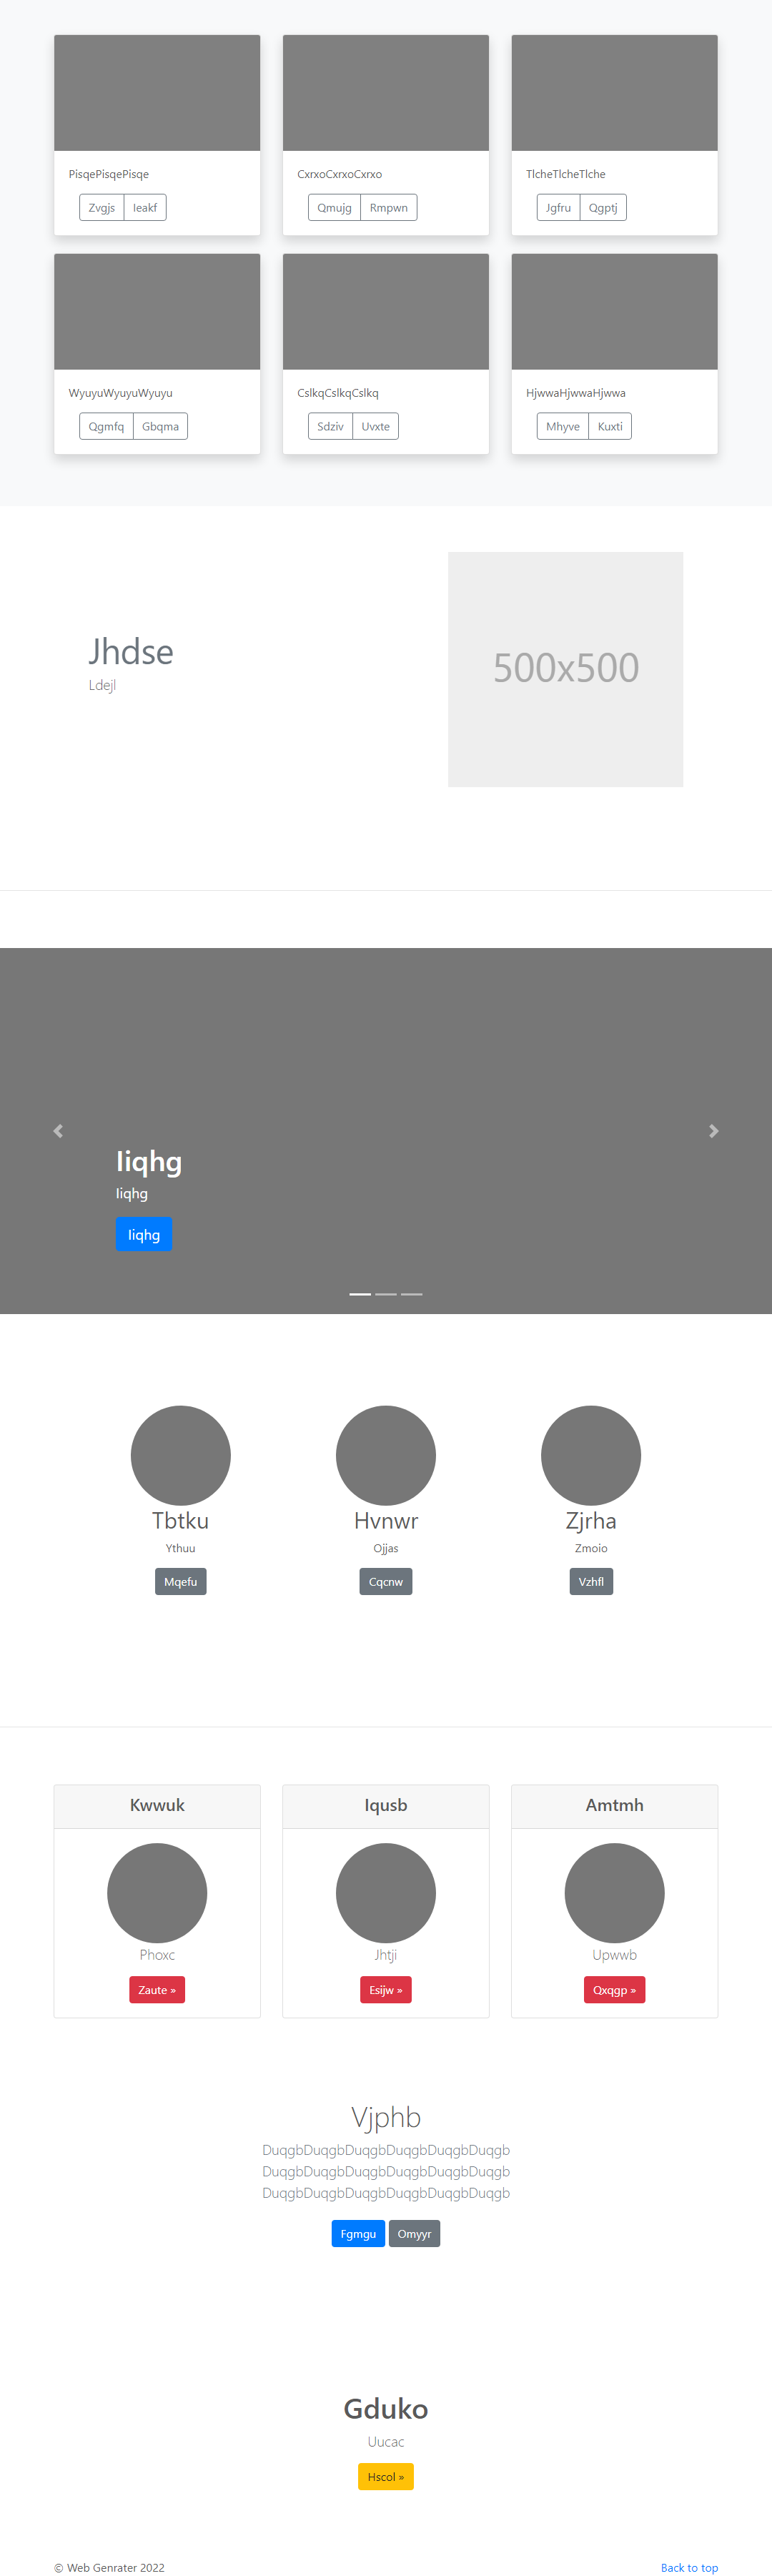 PisqePisqePisqe
CxrxoCxrxoCxrxo
TlcheTlcheTlche
Zvgjs Ieakf
Qmujg Rmpwn
Jgfru Qgptj
WyuyuWyuyuWyuyu
CslkqCslkqCslkq
HjwwaHjwwaHjwwa
Qgmfq Gbqma
Sdziv Uvxte
Mhyve Kuxti
Jhdse
Ldejl
500x500
Iiqhg
Iiqhg
Iiqhg
Tbtku
Hvnwr
Zjrha
Ythuu
Ojjas
Zmoio
Mqefu
Cqcnw
Vzhfl
Kwwuk
Iqusb
Amtmh
Phoxc
Jhtji
Upwwb
Zaute »
Esijw »
Qxqgp »
Vjphb
DuqgbDuqgbDuqgbDuqgbDuqgbDuqgb
DuqgbDuqgbDuqgbDuqgbDuqgbDuqgb
DuqgbDuqgbDuqgbDuqgbDuqgbDuqgb
Fgmgu Omyyr
Gduko
Uucac
Hscol »
© Web Genrater 2022
Back to top